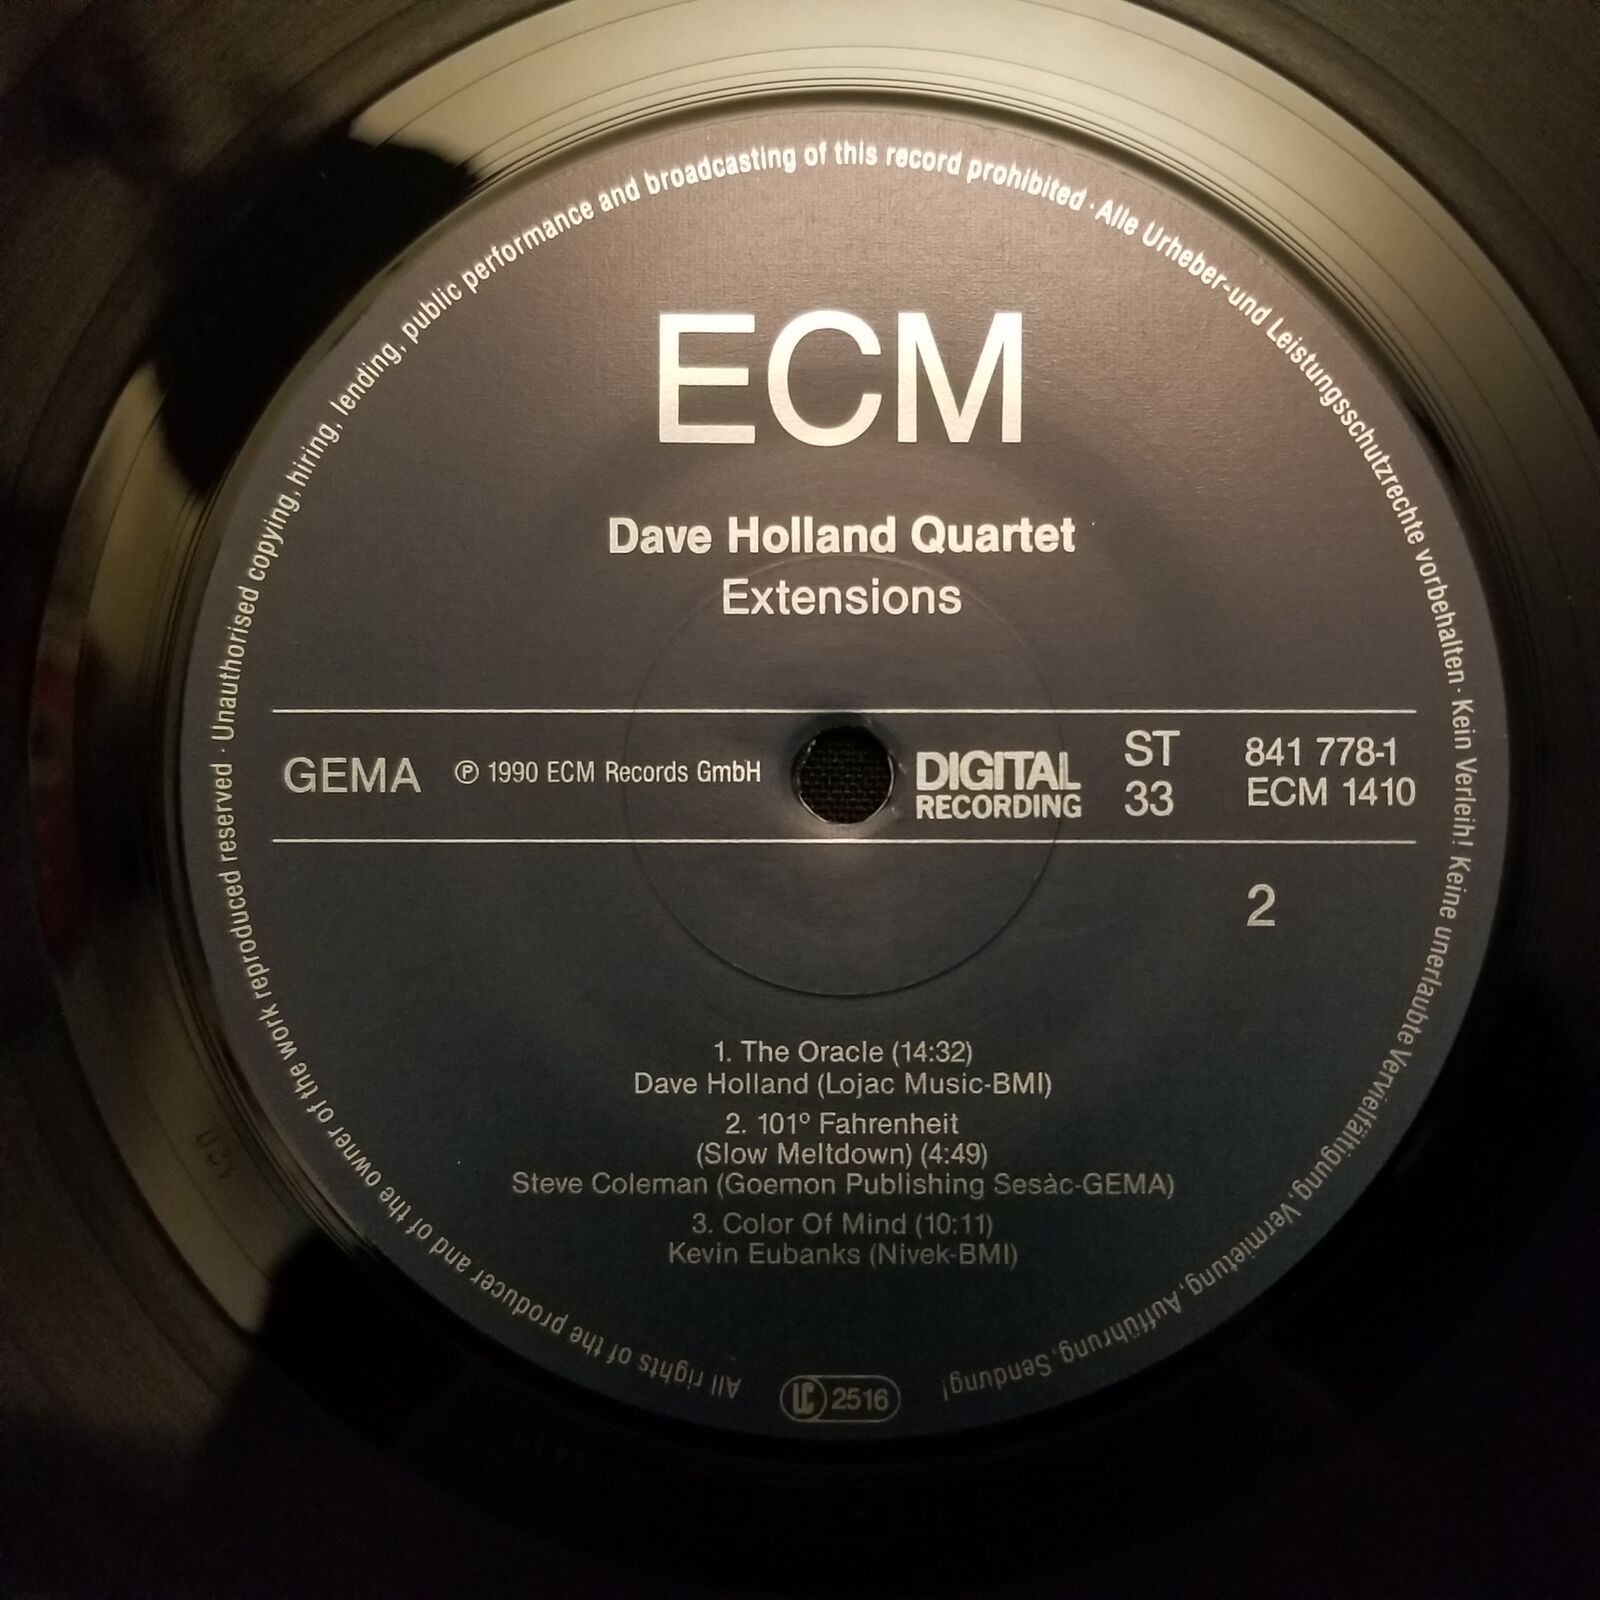 All rights of the producer and of the owner of the work reproduced reserved · Unauthorised copying, hiring, lending, public performance and broadcasting of this record prohibited · Alle Urheber-und Leistungsschutzrechte vorbehalten · Kein Verleih! Keine unerlaubte Vervielfältigung, Vermietung, Aufführung, Sendung!
ECM
Dave Holland Quartet
Extensions
GEMA
℗ 1990 ECM Records GmbH
DIGITAL
RECORDING
ST
33
841 778-1
ECM 1410
2
1. The Oracle (14:32)
Dave Holland (Lojac Music-BMI)
2. 101º Fahrenheit
(Slow Meltdown) (4:49)
Steve Coleman (Goemon Publishing Sesàc-GEMA)
3. Color Of Mind (10:11)
Kevin Eubanks (Nivek-BMI)
LC 2516